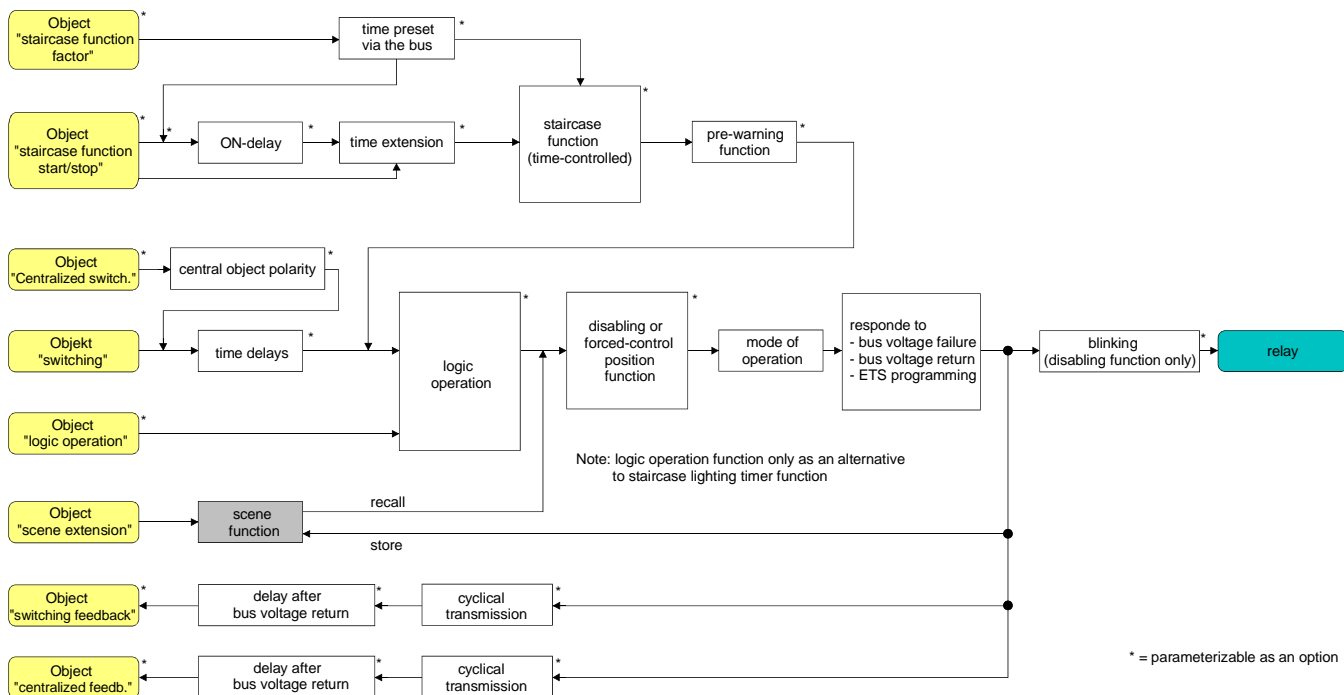 Object
"staircase function
factor"
*
time preset
via the bus
*
Object
"staircase function
start/stop"
*
*
ON-delay
*
time extension
*
staircase
function
(time-controlled)
*
pre-warning
function
*
Object
"Centralized switch."
*
central object polarity
*
Objekt
"switching"
*
time delays
*
logic
operation
*
disabling or
forced-control
position
function
*
mode of
operation
responde to
- bus voltage failure
- bus voltage return
- ETS programming
blinking
(disabling function only)
*
relay
Object
"logic operation"
*
Note: logic operation function only as an alternative
to staircase lighting timer function
Object
"scene extension"
*
scene
function
recall
store
Object
"switching feedback"
*
delay after
bus voltage return
*
cyclical
transmission
*
Object
"centralized feedb."
*
delay after
bus voltage return
*
cyclical
transmission
*
* = parameterizable as an option